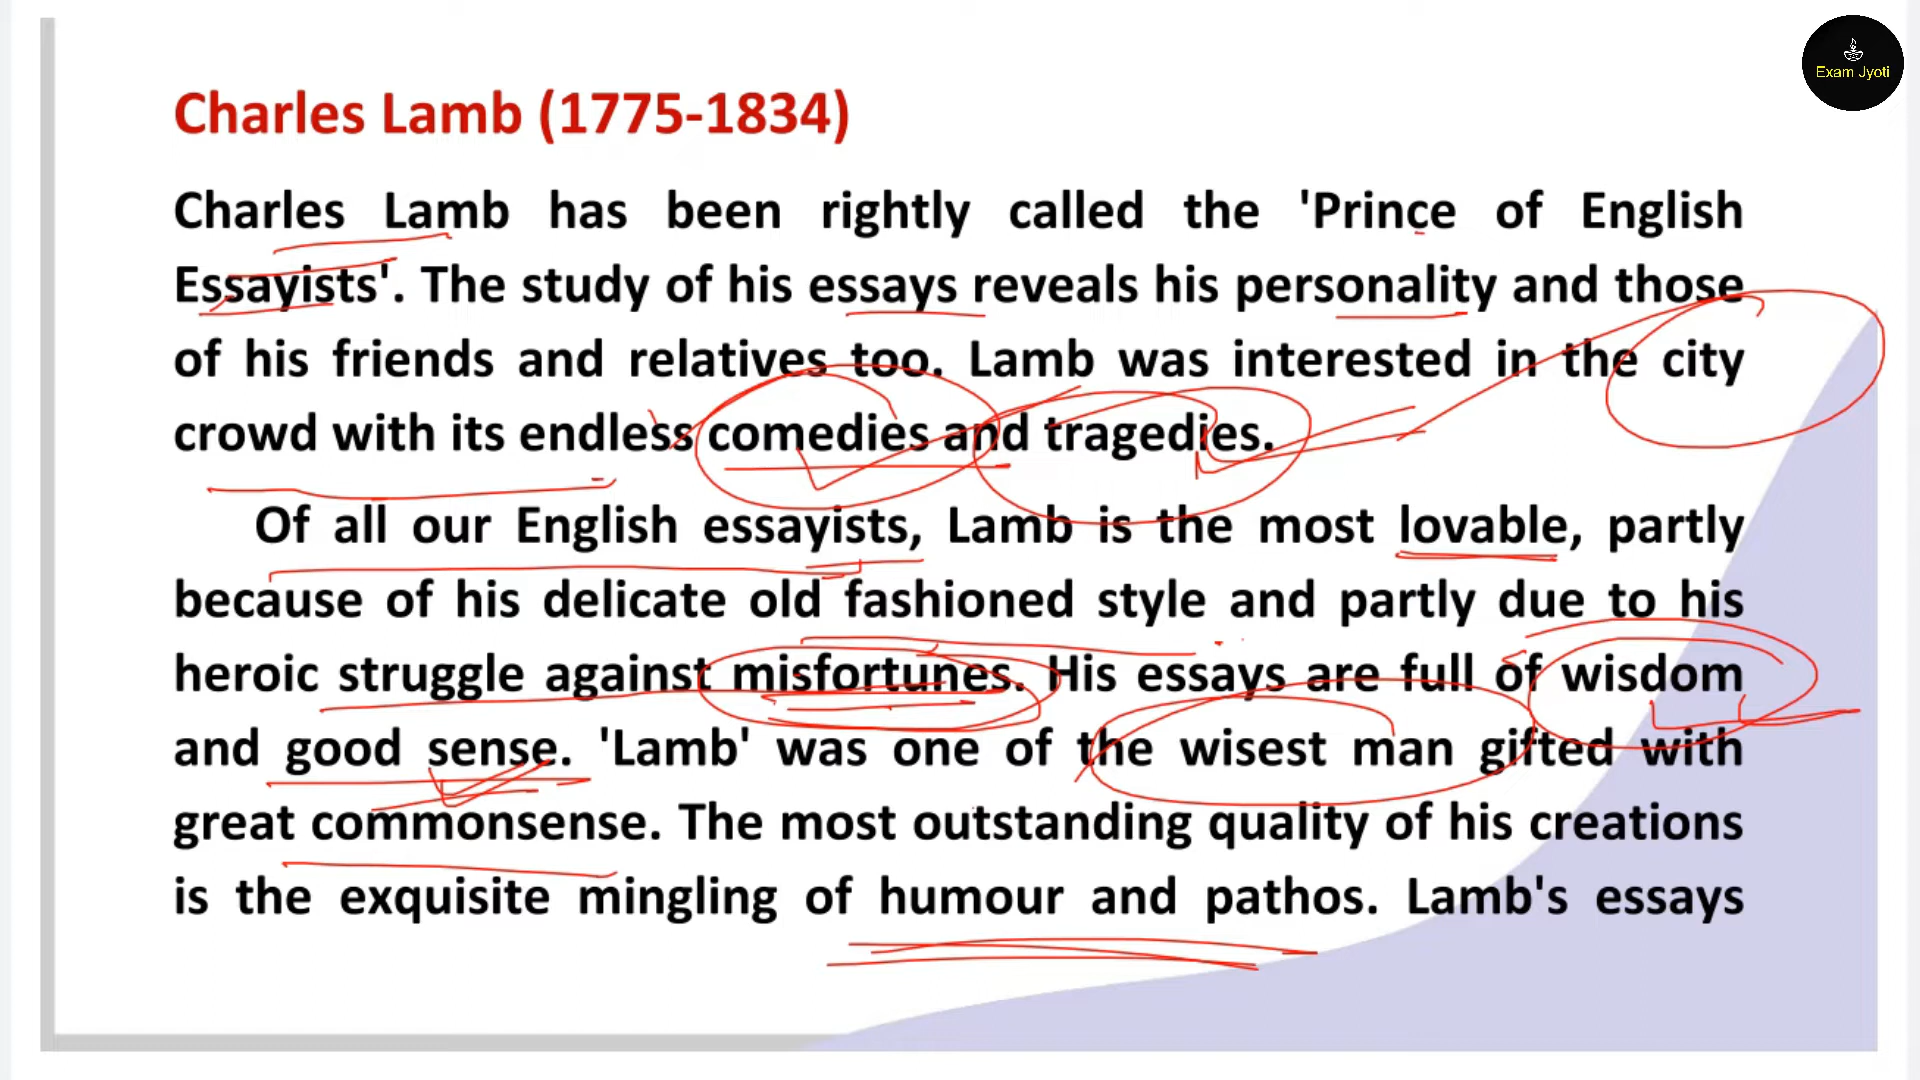 Exam Jyoti
Charles Lamb (1775-1834)
Charles Lamb has been rightly called the 'Prince of English
Essayists'. The study of his essays reveals his personality and those
of his friends and relatives too. Lamb was interested in the city
crowd with its endless comedies and tragedies.
Of all our English essayists, Lamb is the most lovable, partly
because of his delicate old fashioned style and partly due to his
heroic struggle against misfortunes. His essays are full of wisdom
and good sense. 'Lamb' was one of the wisest man gifted with
great commonsense. The most outstanding quality of his creations
is the exquisite mingling of humour and pathos. Lamb's essays